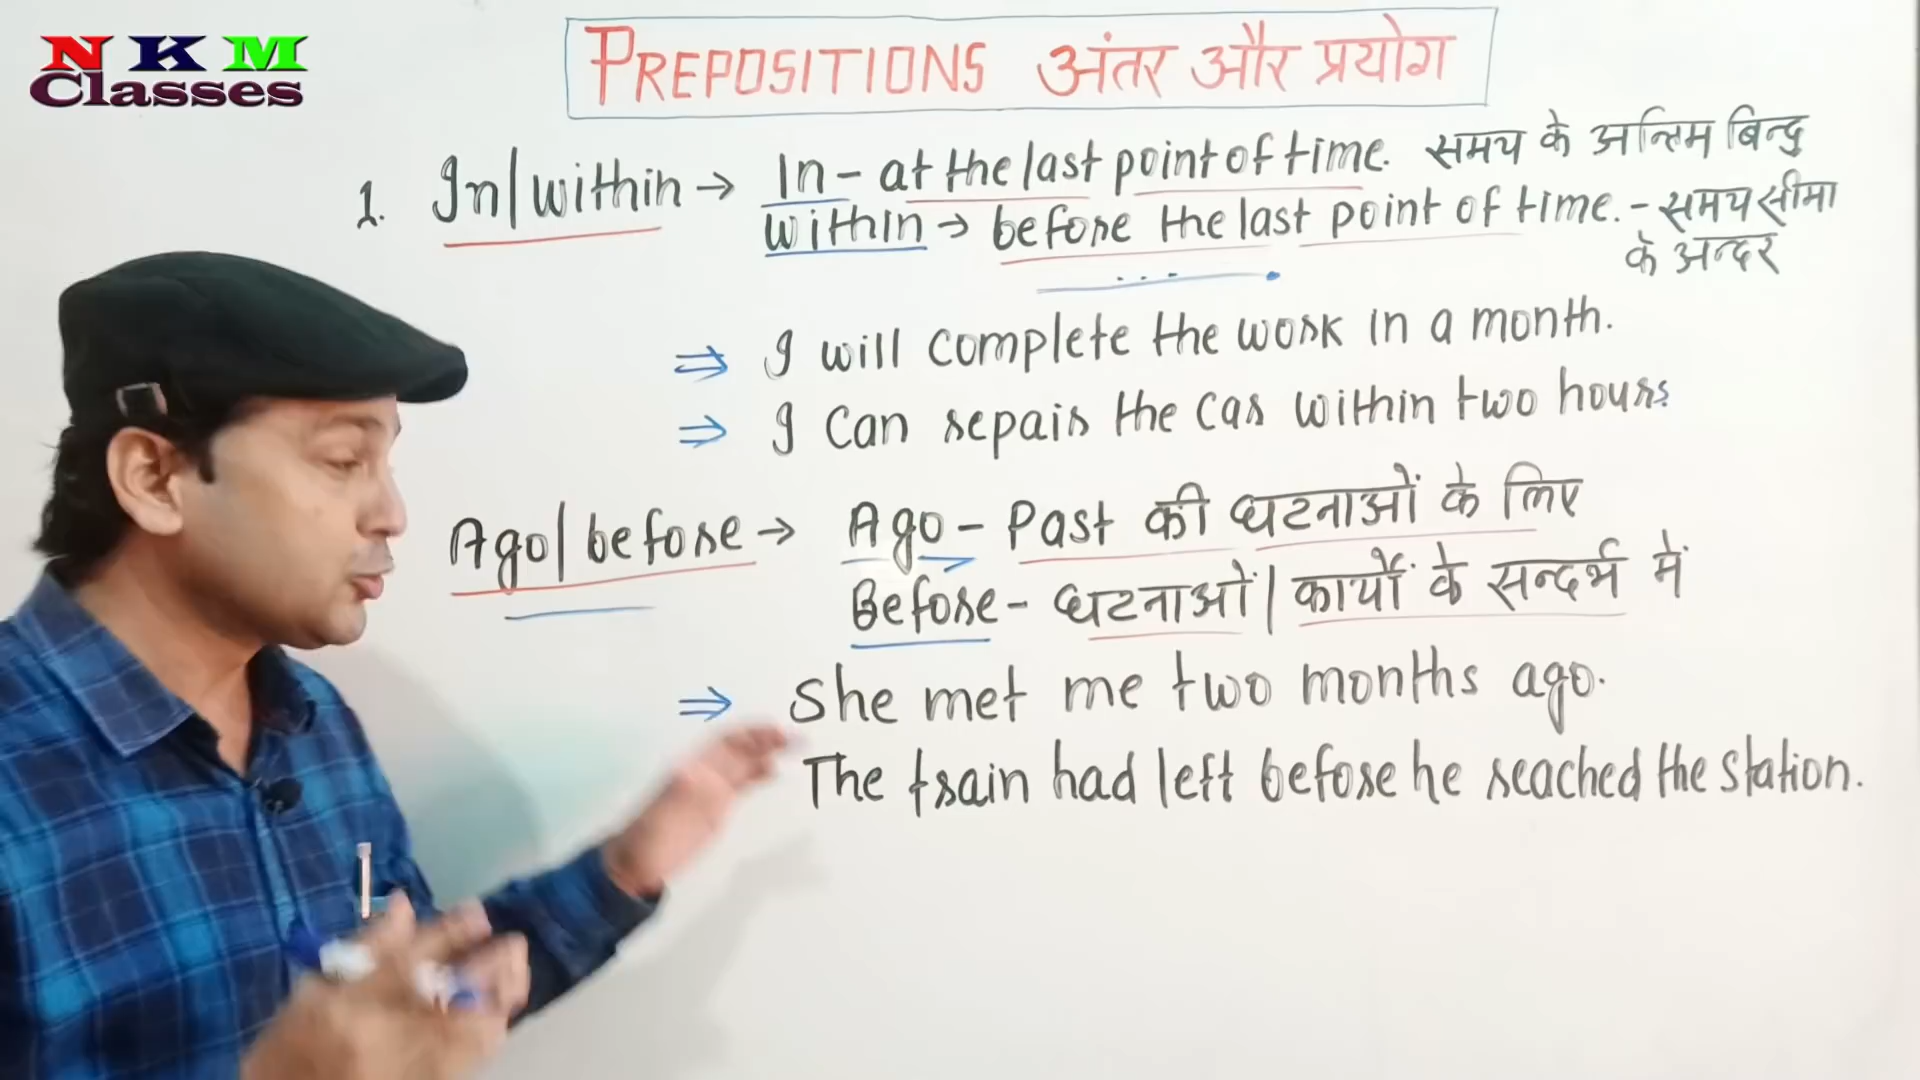 NKM
Classes
PREPOSITIONS अंतर और प्रयोग
1. In/within → In - at the last point of time. समय के अन्तिम बिन्दु
within → before the last point of time. - समय सीमा
के अन्दर
⇒ I will complete the work in a month.
⇒ I can repair the car within two hours
Ago/before → Ago - Past की घटनाओं के लिए
Before - घटनाओं/कार्यों के सन्दर्भ में
⇒ She met me two months ago.
The train had left before he reached the station.